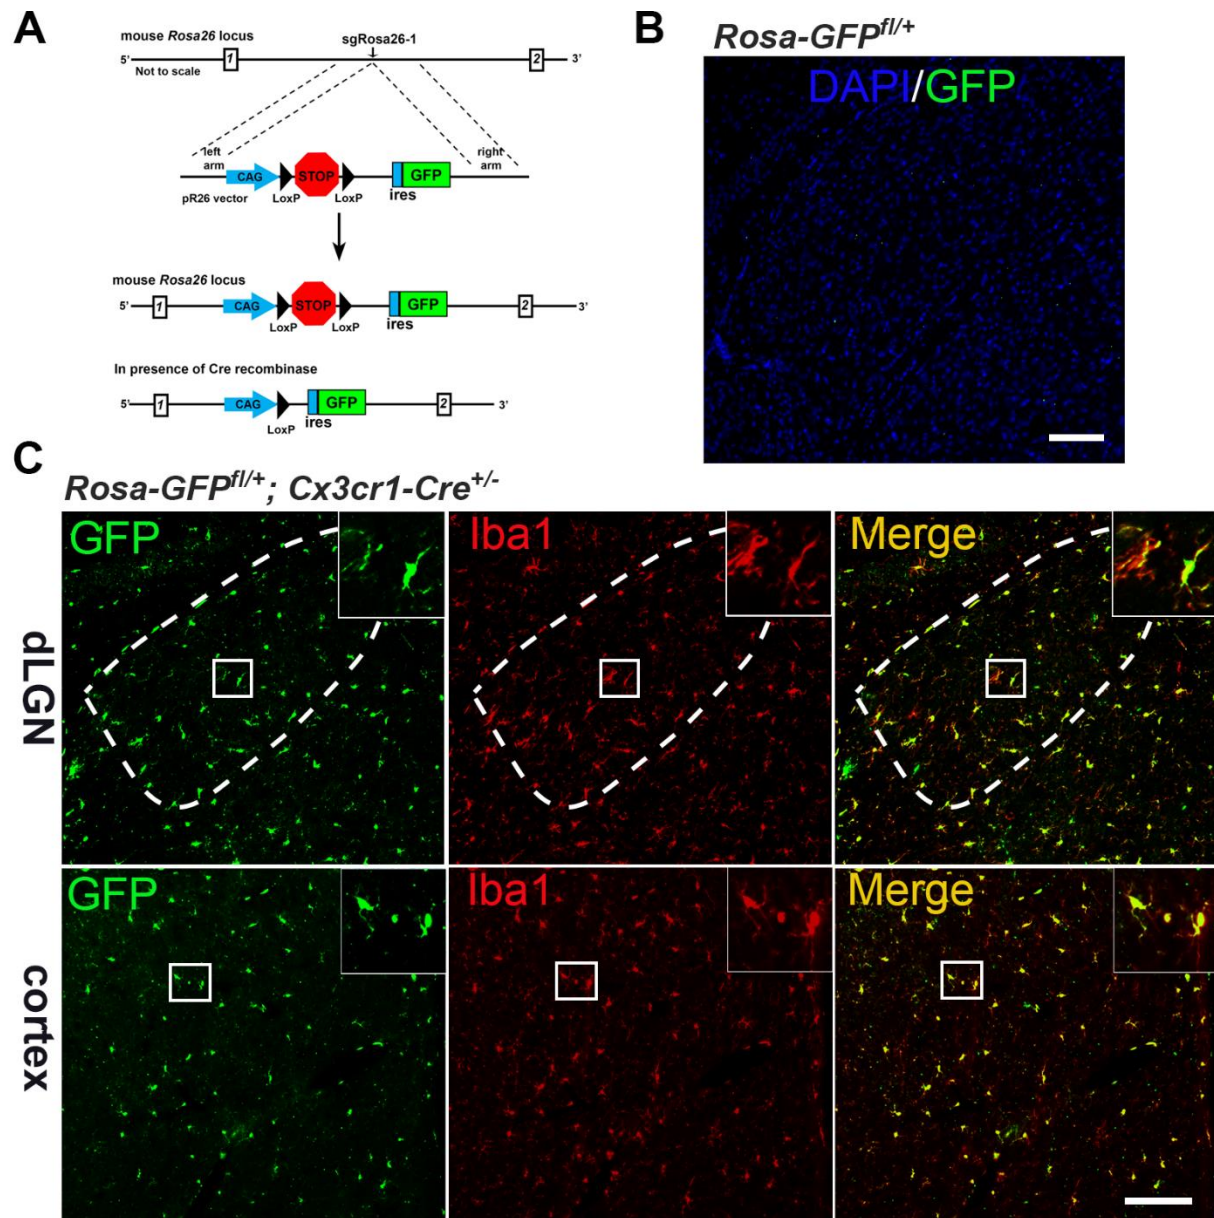 A
mouse Rosa26 locus
sgRosa26-1
5’
1
2
3’
Not to scale
left arm
right arm
CAG
STOP
GFP
pR26 vector
LoxP
LoxP
ires
mouse Rosa26 locus
5’
1
CAG
STOP
GFP
2
3’
LoxP
LoxP
ires
In presence of Cre recombinase
5’
1
CAG
GFP
2
3’
LoxP
ires
B
Rosa-GFPfl/+
DAPI/GFP
C
Rosa-GFPfl/+; Cx3cr1-Cre+/-
dLGN
GFP
Iba1
Merge
cortex
GFP
Iba1
Merge